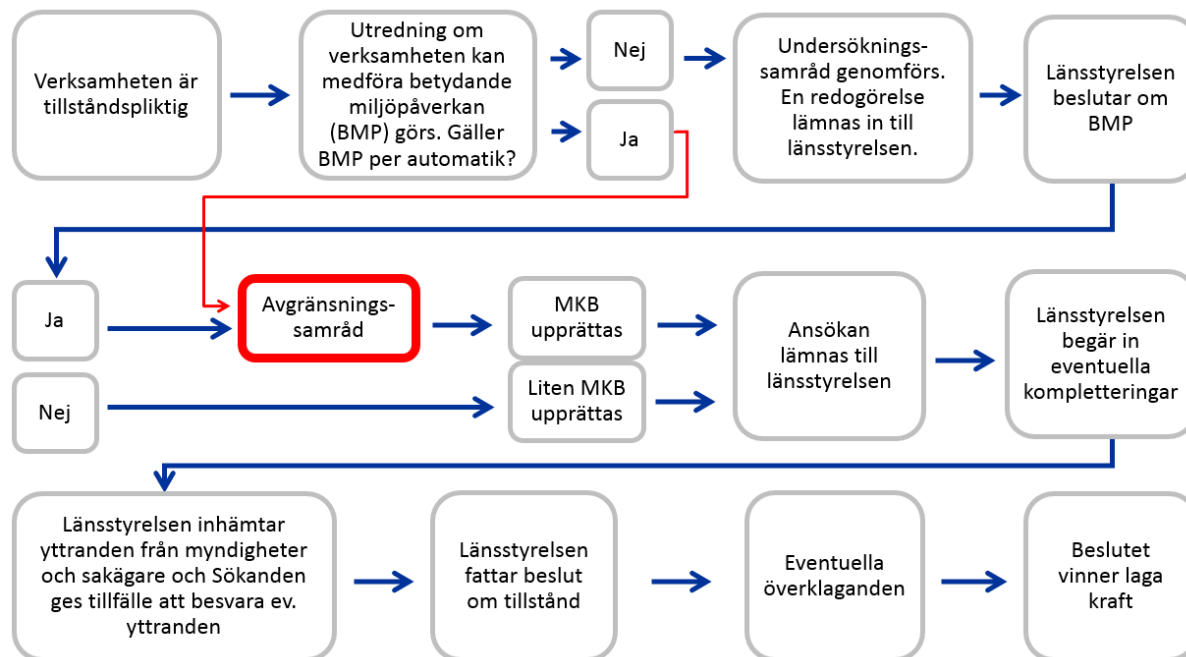 Verksamheten är
tillståndspliktig
Utredning om
verksamheten kan
medföra betydande
miljöpåverkan
(BMP) görs. Gäller
BMP per automatik?
Nej
Ja
Undersöknings-
samråd genomförs.
En redogörelse
lämnas in till
länsstyrelsen.
Länsstyrelsen
beslutar om
BMP
Ja
Avgränsnings-
samråd
MKB
upprättas
Nej
Liten MKB
upprättas
Ansökan
lämnas till
länsstyrelsen
Länsstyrelsen
begär in
eventuella
kompletteringar
Länsstyrelsen inhämtar
yttranden från myndigheter
och sakägare och Sökanden
ges tillfälle att besvara ev.
yttranden
Länsstyrelsen
fattar beslut
om tillstånd
Eventuella
överklaganden
Beslutet
vinner laga
kraft